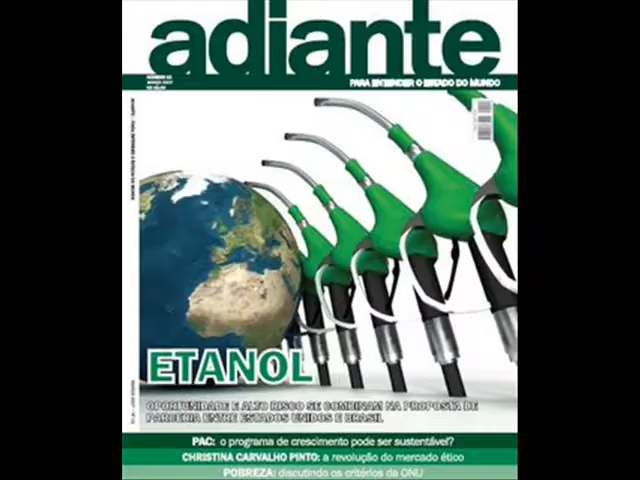 adiante
PARA ENTENDER O ESTADO DO MUNDO
MARÇO 2007
ETANOL
OPORTUNIDADE E ALTO RISCO SE COMBINAM NA PROPOSTA DE
PARCERIA ENTRE ESTADOS UNIDOS E BRASIL
PAC: o programa de crescimento pode ser sustentável?
CHRISTINA CARVALHO PINTO: a revolução do mercado ético
POBREZA: discutindo os critérios da ONU